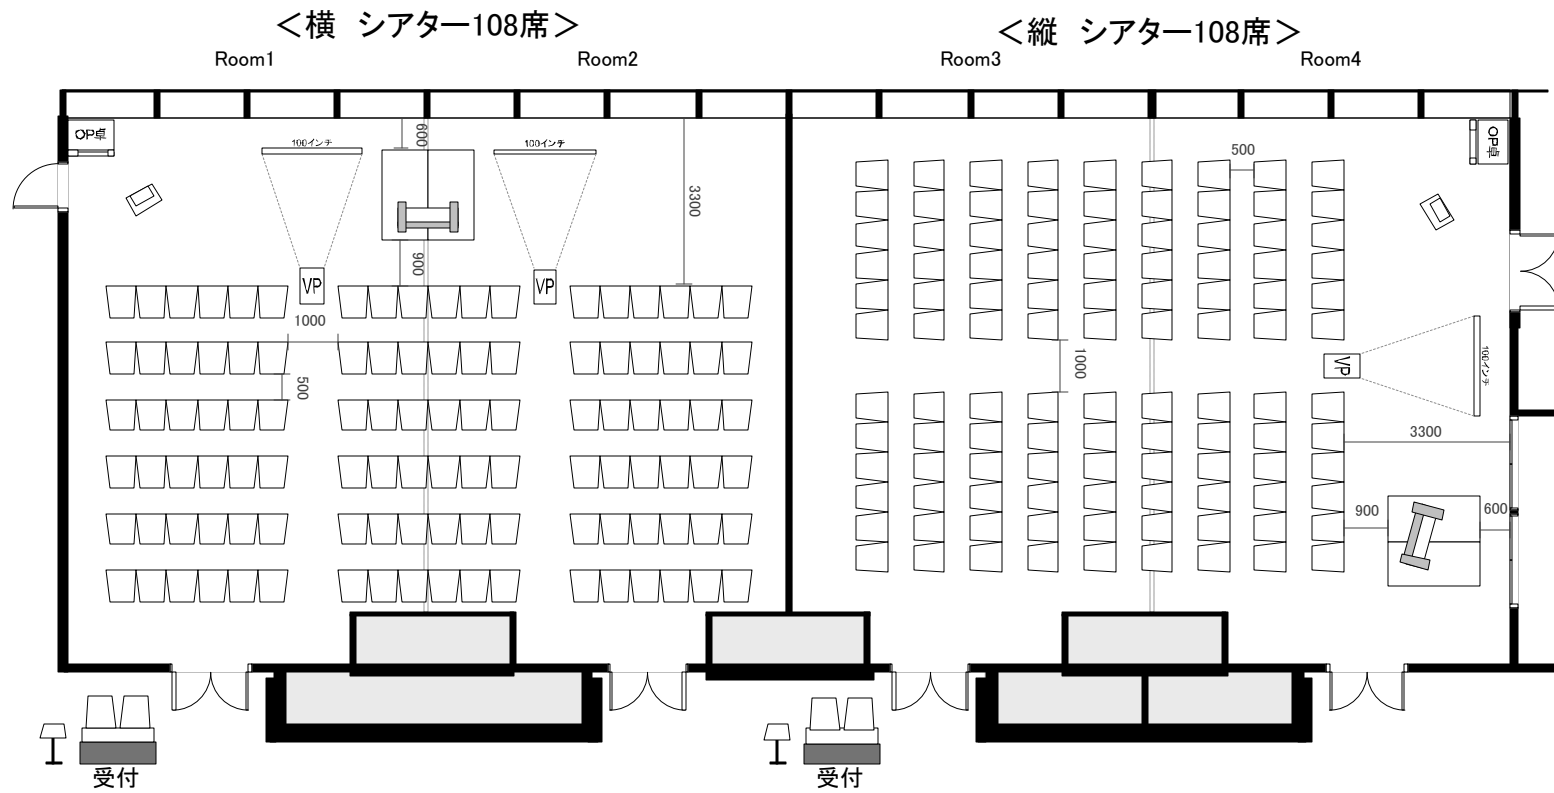 ＜横　シアター108席＞
＜縦　シアター108席＞
Room1
Room2
Room3
Room4
OP卓
100インチ
600
100インチ
3300
900
VP
VP
1000
500
500
OP卓
1000
VP
100インチ
3300
900
600
受付
受付